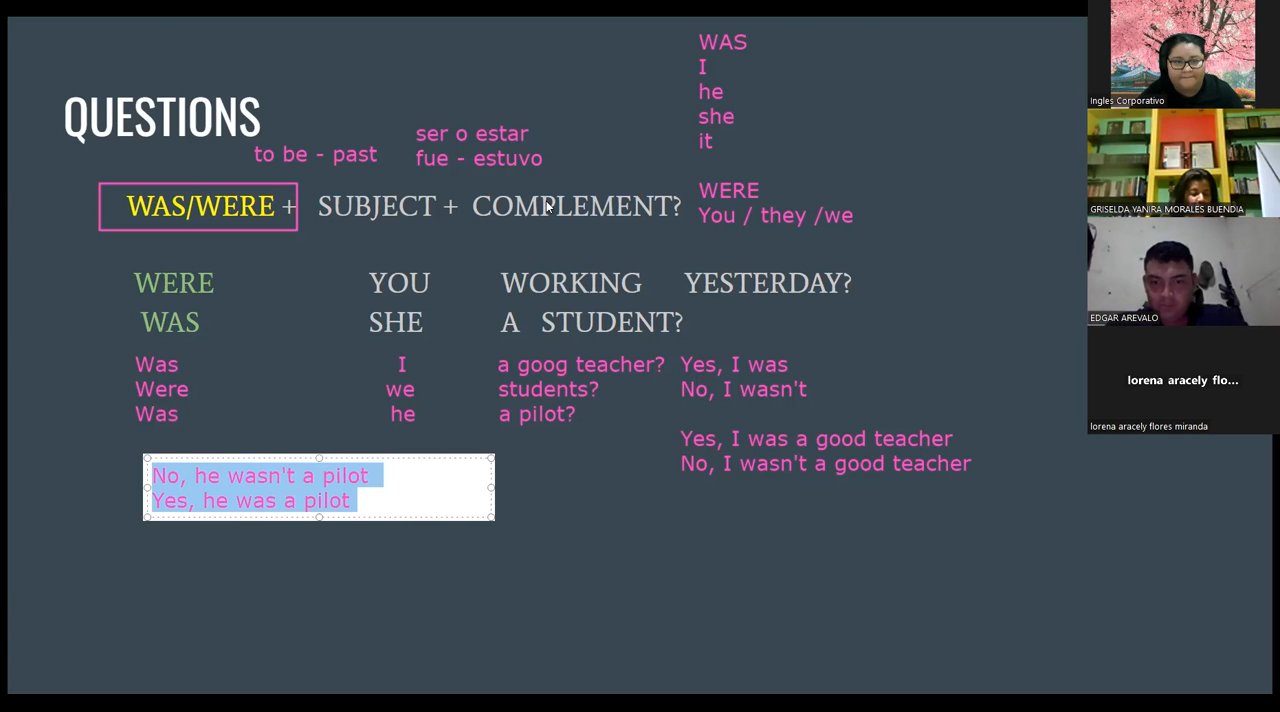 QUESTIONS
to be - past
ser o estar
fue - estuvo
WAS/WERE + SUBJECT + COMPLEMENT?
WAS
I
he
she
it
WERE
You / they /we
WERE YOU WORKING YESTERDAY?
WAS SHE A STUDENT?
Was I a goog teacher? Yes, I was
Were we students? No, I wasn't
Was he a pilot?
Yes, I was a good teacher
No, I wasn't a good teacher
No, he wasn't a pilot
Yes, he was a pilot
Ingles Corporativo
GRISELDA YANIRA MORALES BUENDIA
EDGAR AREVALO
lorena aracely flo...
lorena aracely flores miranda